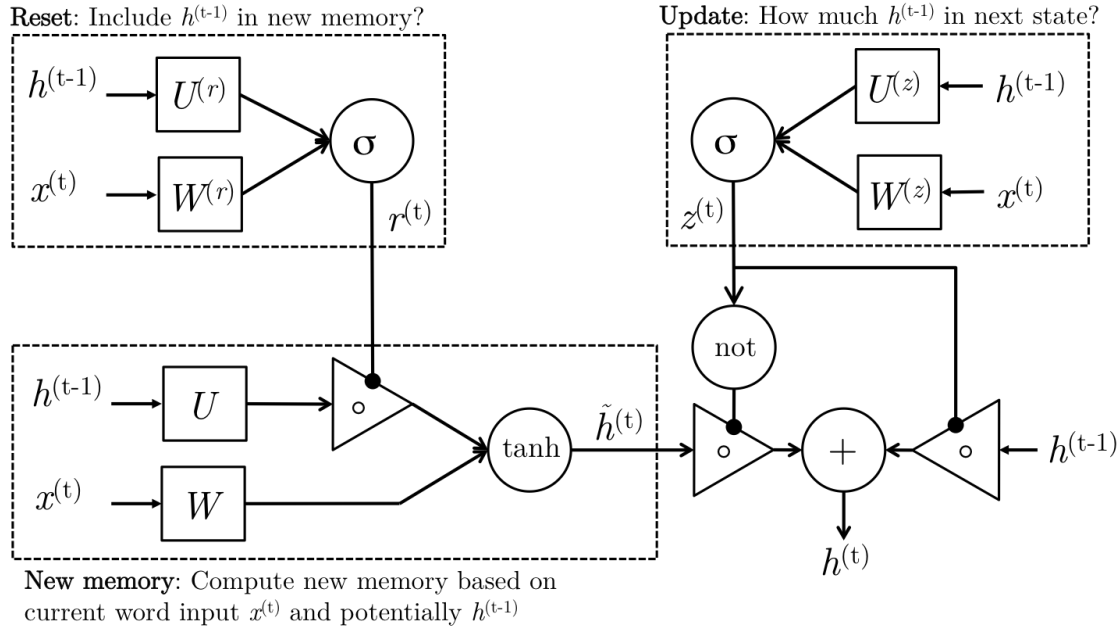 Reset: Include h^(t-1) in new memory?
Update: How much h^(t-1) in next state?
h^(t-1)
U^(r)
σ
x^(t)
W^(r)
r^(t)
σ
U^(z)
h^(t-1)
W^(z)
x^(t)
z^(t)
not
h^(t-1)
U
∘
x^(t)
W
tanh
h̃^(t)
∘
+
∘
h^(t-1)
h^(t)
New memory: Compute new memory based on
current word input x^(t) and potentially h^(t-1)